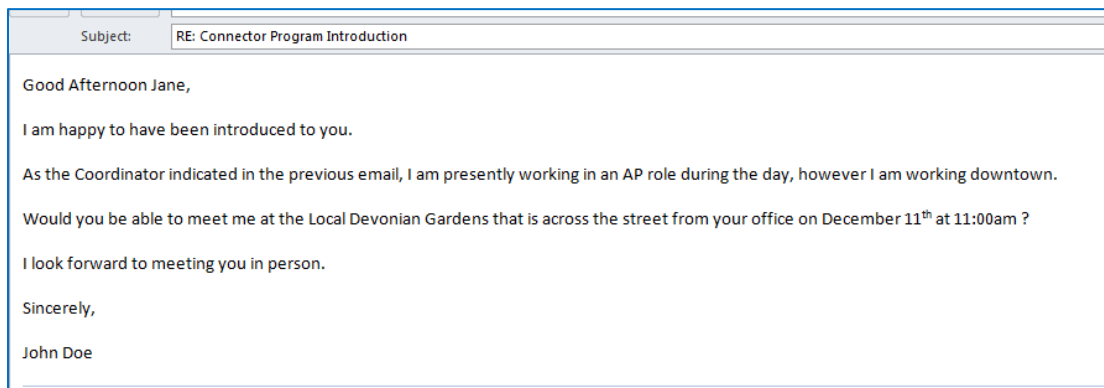 Subject: RE: Connector Program Introduction
Good Afternoon Jane,
I am happy to have been introduced to you.
As the Coordinator indicated in the previous email, I am presently working in an AP role during the day, however I am working downtown.
Would you be able to meet me at the Local Devonian Gardens that is across the street from your office on December 11th at 11:00am ?
I look forward to meeting you in person.
Sincerely,
John Doe